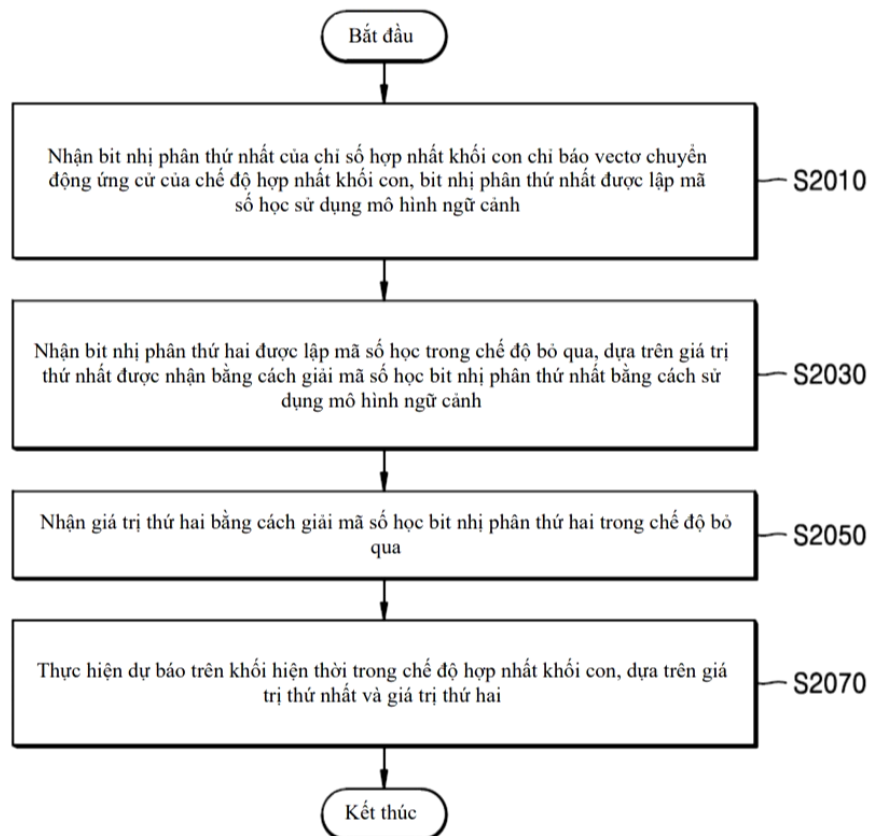 Bắt đầu
Nhận bit nhị phân thứ nhất của chỉ số hợp nhất khối con chỉ báo vectơ chuyển
động ứng cử của chế độ hợp nhất khối con, bit nhị phân thứ nhất được lập mã
số học sử dụng mô hình ngữ cảnh
S2010
Nhận bit nhị phân thứ hai được lập mã số học trong chế độ bỏ qua, dựa trên giá trị
thứ nhất được nhận bằng cách giải mã số học bit nhị phân thứ nhất bằng cách sử
dụng mô hình ngữ cảnh
S2030
Nhận giá trị thứ hai bằng cách giải mã số học bit nhị phân thứ hai trong chế độ bỏ
qua
S2050
Thực hiện dự báo trên khối hiện thời trong chế độ hợp nhất khối con, dựa trên giá
trị thứ nhất và giá trị thứ hai
S2070
Kết thúc